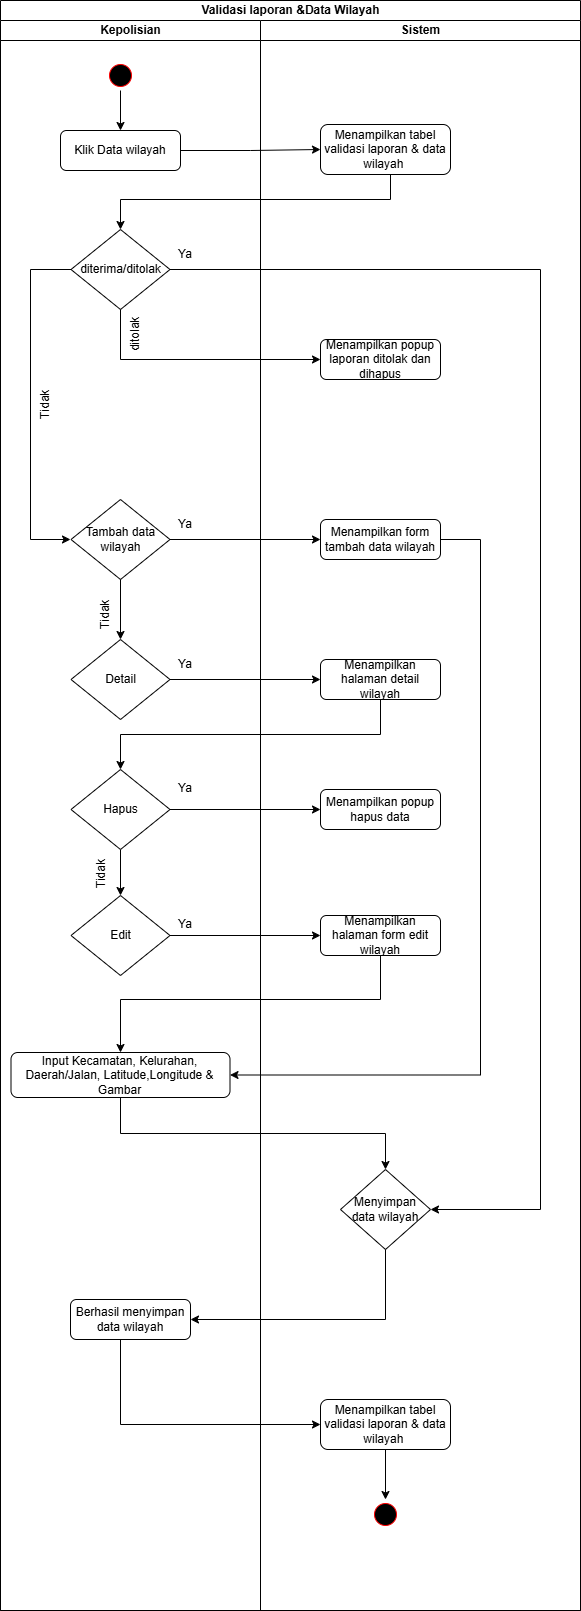 Validasi laporan &Data Wilayah
Kepolisian
Sistem
Klik Data wilayah
Menampilkan tabel
validasi laporan & data
wilayah
diterima/ditolak
Ya
Tidak
ditolak
Menampilkan popup
laporan ditolak dan
dihapus
Tambah data
wilayah
Ya
Menampilkan form
tambah data wilayah
Tidak
Detail
Ya
Menampilkan
halaman detail
wilayah
Hapus
Ya
Menampilkan popup
hapus data
Tidak
Edit
Ya
Menampilkan
halaman form edit
wilayah
Input Kecamatan, Kelurahan,
Daerah/Jalan, Latitude,Longitude &
Gambar
Menyimpan
data wilayah
Berhasil menyimpan
data wilayah
Menampilkan tabel
validasi laporan & data
wilayah